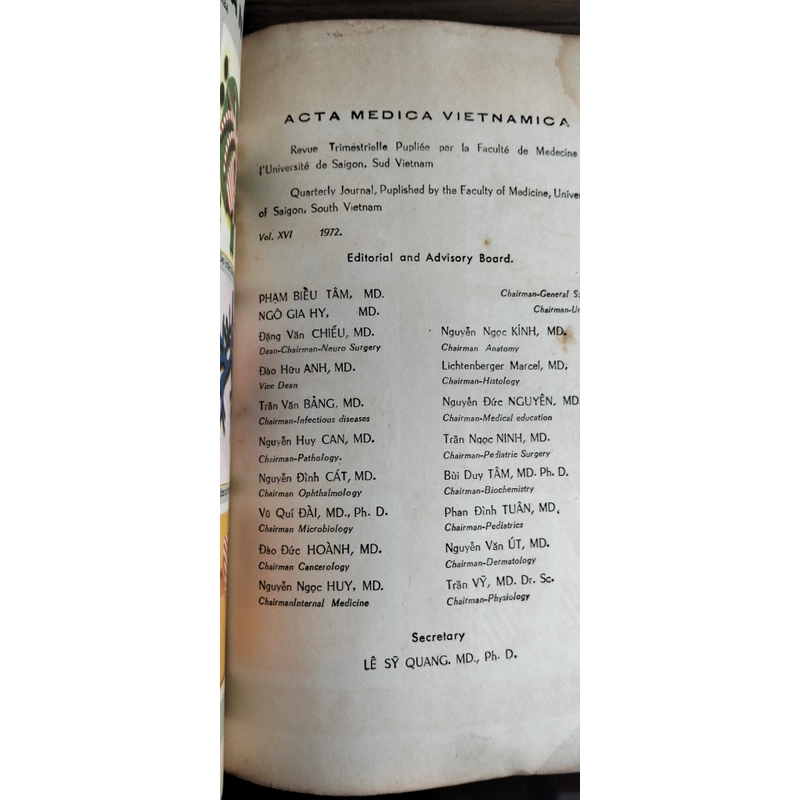 ACTA MEDICA VIETNAMICA
Revue Trimestrielle Pupliée par la Faculté de Medecine
l'Université de Saigon, Sud Vietnam
Quarterly Journal, Puplished by the Faculty of Medicine, Univer
of Saigon, South Vietnam
Vol. XVI 1972.
Editorial and Advisory Board.
PHẠM BIỂU TÂM, MD. Chairman-General S
NGÔ GIA HY, MD. Chairman-Ur
Đặng Văn CHIẾU, MD.
Dean-Chairman-Neuro Surgery
Đào Hữu ANH, MD.
Vice Dean
Trần Văn BẢNG, MD.
Chairman-Infectious diseases
Nguyễn Huy CAN, MD.
Chairman-Pathology.
Nguyễn Đình CÁT, MD.
Chairman Ophthalmology
Vũ Quí ĐÀI, MD., Ph. D.
Chairman Microbiology
Đào Đức HOÀNH, MD.
Chairman Cancerology
Nguyễn Ngọc HUY, MD.
ChairmanInternal Medicine
Nguyễn Ngọc KÍNH, MD.
Chairman Anatomy
Lichtenberger Marcel, MD.
Chairman-Histology
Nguyễn Đức NGUYÊN, MD
Chairman-Medical education
Trần Ngọc NINH, MD.
Chairman-Pediatric Surgery
Bùi Duy TÂM, MD. Ph. D.
Chairman-Biochemistry
Phan Đình TUÂN, MD.
Chairman-Pediatrics
Nguyễn Văn ÚT, MD.
Chairman-Dermatology
Trần VỸ, MD. Dr. Sc.
Chairman-Physiology
Secretary
LÊ SỸ QUANG. MD., Ph. D.